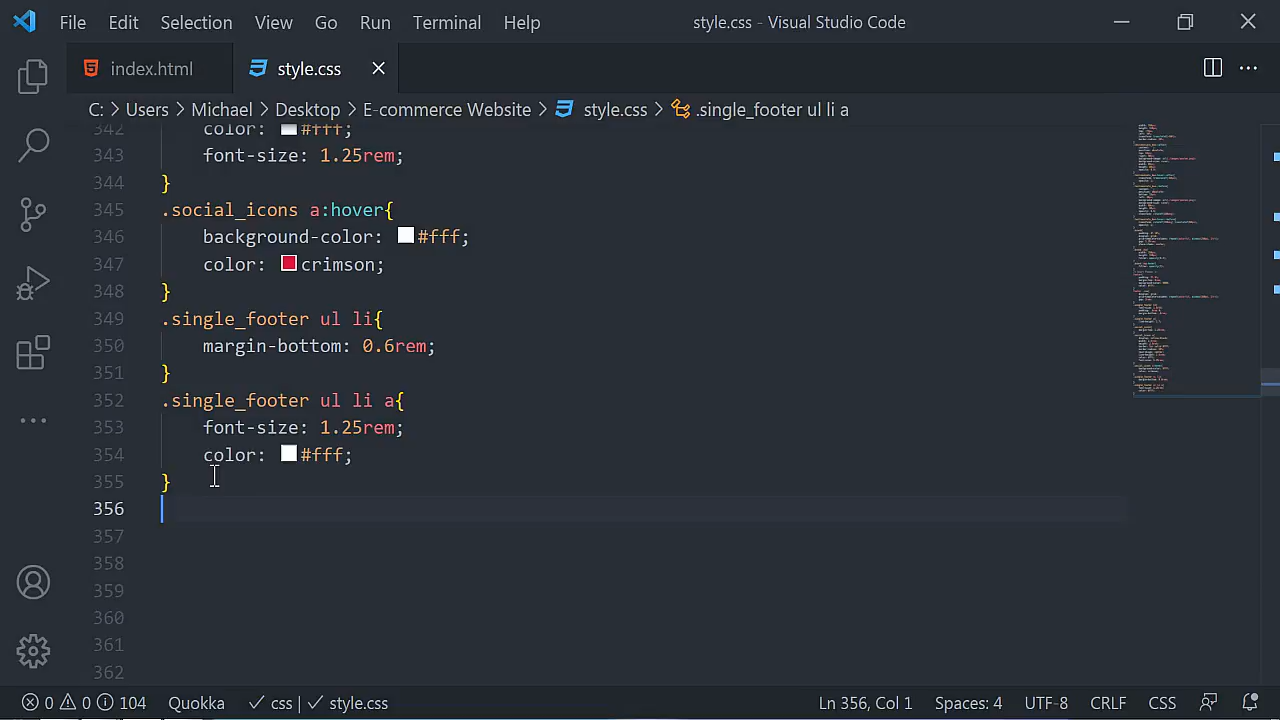 File Edit Selection View Go Run Terminal Help style.css - Visual Studio Code
index.html style.css
C: > Users > Michael > Desktop > E-commerce Website > style.css > .single_footer ul li a
342 color: #fff;
343 font-size: 1.25rem;
344 }
345 .social_icons a:hover{
346 background-color: #fff;
347 color: crimson;
348 }
349 .single_footer ul li{
350 margin-bottom: 0.6rem;
351 }
352 .single_footer ul li a{
353 font-size: 1.25rem;
354 color: #fff;
355 }
356
357
358
359
360
361
362
0 0 104 Quokka css | style.css Ln 356, Col 1 Spaces: 4 UTF-8 CRLF CSS